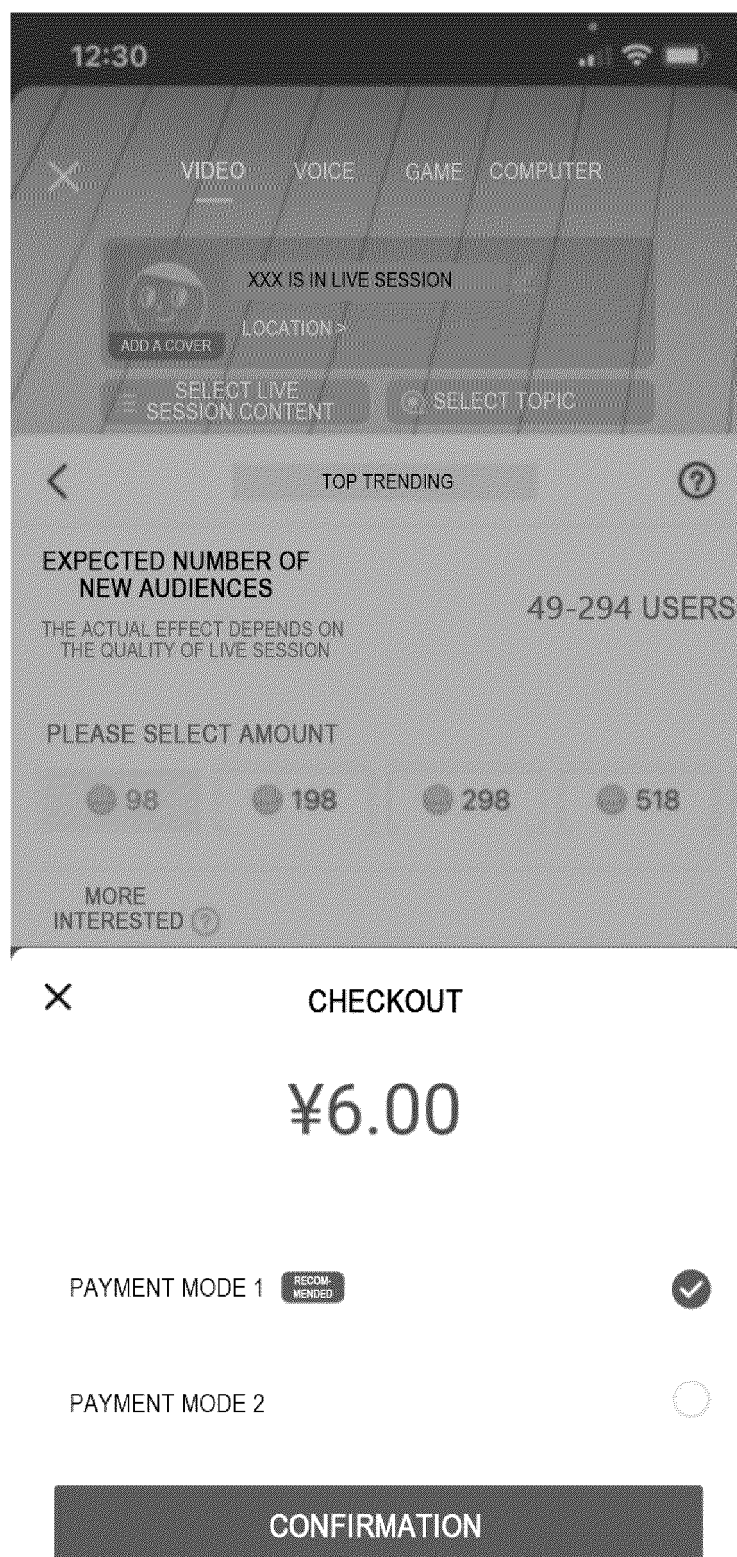 12:30
VIDEO VOICE GAME COMPUTER
XXX IS IN LIVE SESSION
LOCATION >
ADD A COVER
SELECT LIVE
SESSION CONTENT
SELECT TOPIC
TOP TRENDING
?
EXPECTED NUMBER OF
NEW AUDIENCES
49-294 USERS
THE ACTUAL EFFECT DEPENDS ON
THE QUALITY OF LIVE SESSION
PLEASE SELECT AMOUNT
98 198 298 518
MORE
INTERESTED ?
CHECKOUT
¥6.00
PAYMENT MODE 1
RECOM-
MENDED
PAYMENT MODE 2
CONFIRMATION